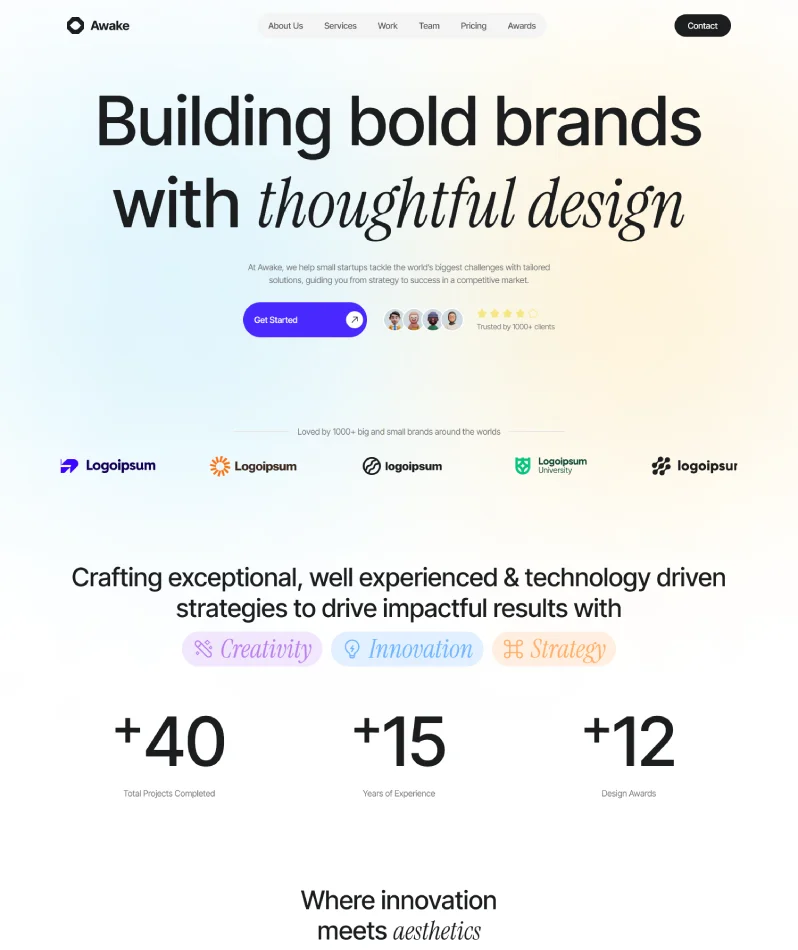 Awake
About Us
Services
Work
Team
Pricing
Awards
Contact
Building bold brands
with thoughtful design
At Awake, we help small startups tackle the world's biggest challenges with tailored
solutions, guiding you from strategy to success in a competitive market.
Get Started
Trusted by 1000+ clients
Loved by 1000+ big and small brands around the worlds
Logoipsum
Logoipsum
logoipsum
Logoipsum
University
logoipsur
Crafting exceptional, well experienced & technology driven
strategies to drive impactful results with
Creativity
Innovation
Strategy
+40
+15
+12
Total Projects Completed
Years of Experience
Design Awards
Where innovation
meets aesthetics